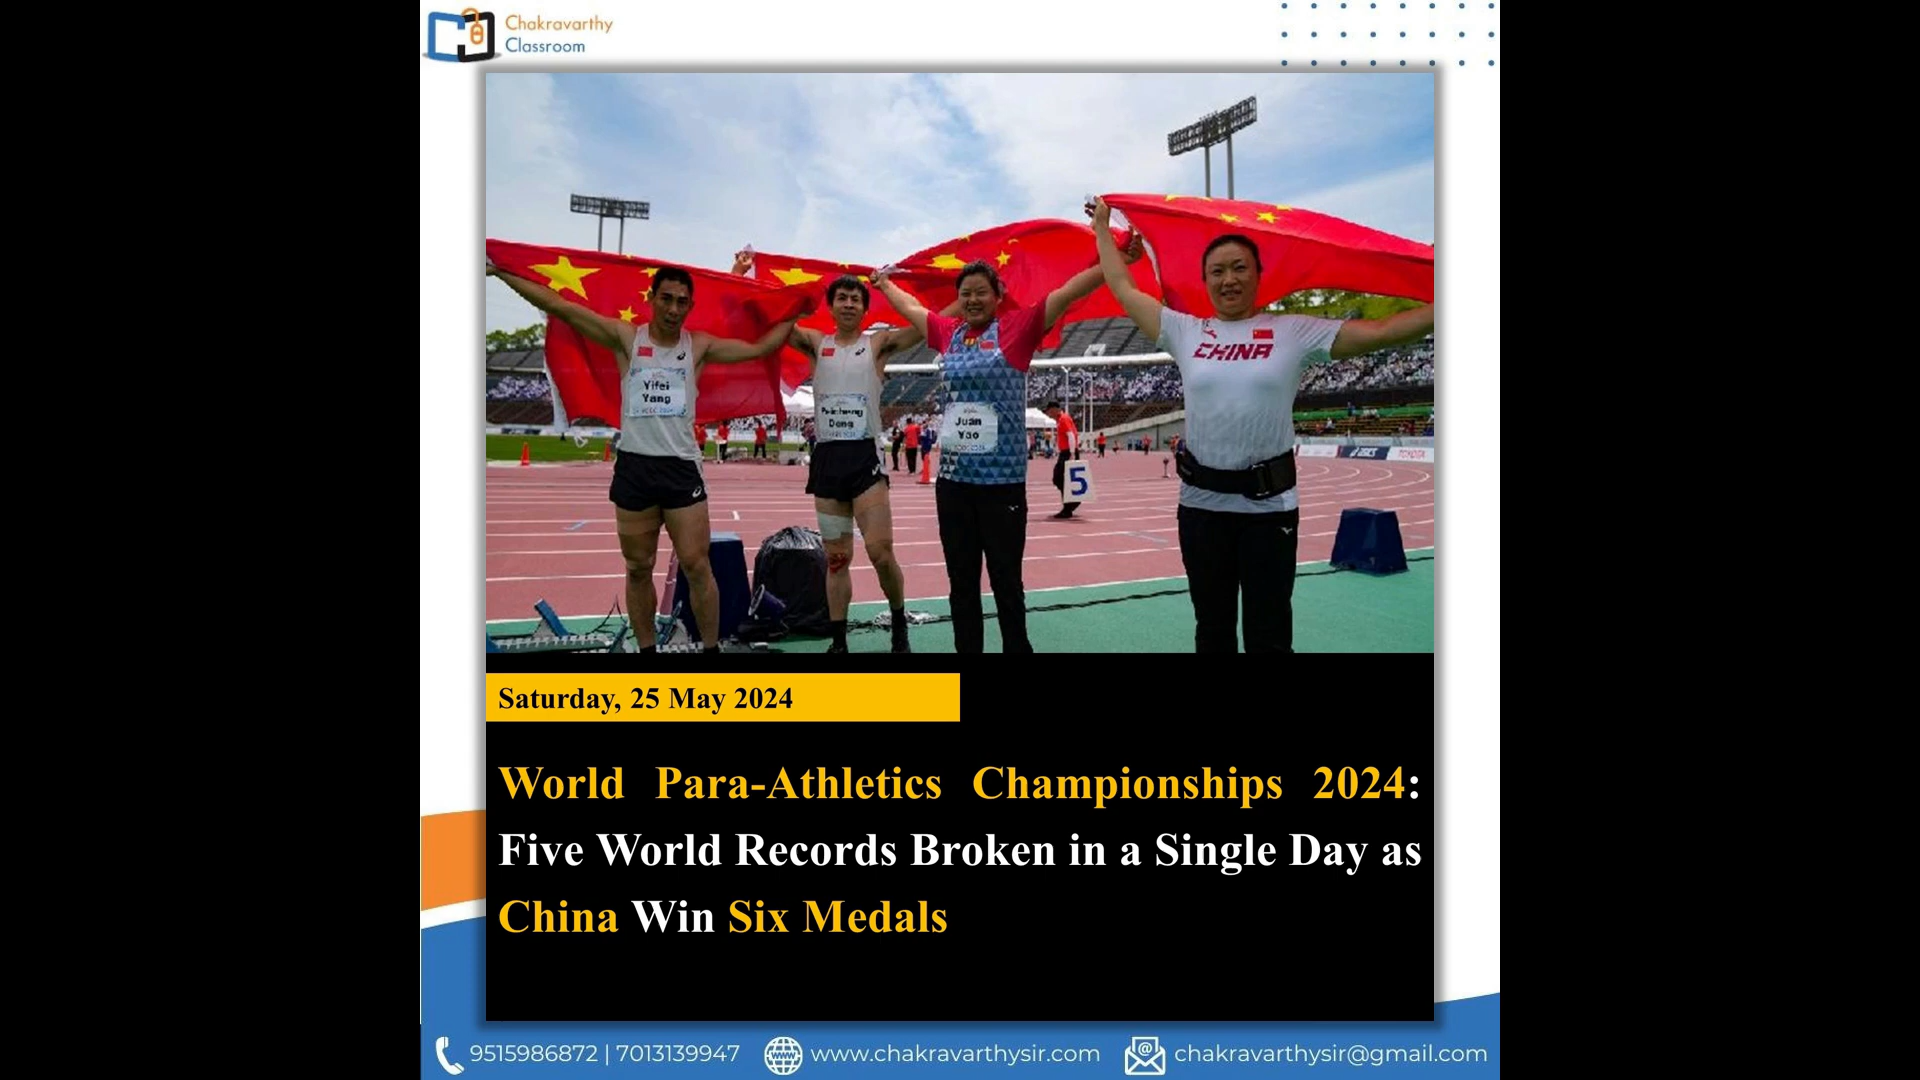 Chakravarthy
Classroom
CHINA
Yifei
Yang
Deng
Juan
Yao
5
Saturday, 25 May 2024
World Para-Athletics Championships 2024:
Five World Records Broken in a Single Day as
China Win Six Medals
9515986872 | 7013139947
www.chakravarthysir.com
chakravarthysir@gmail.com